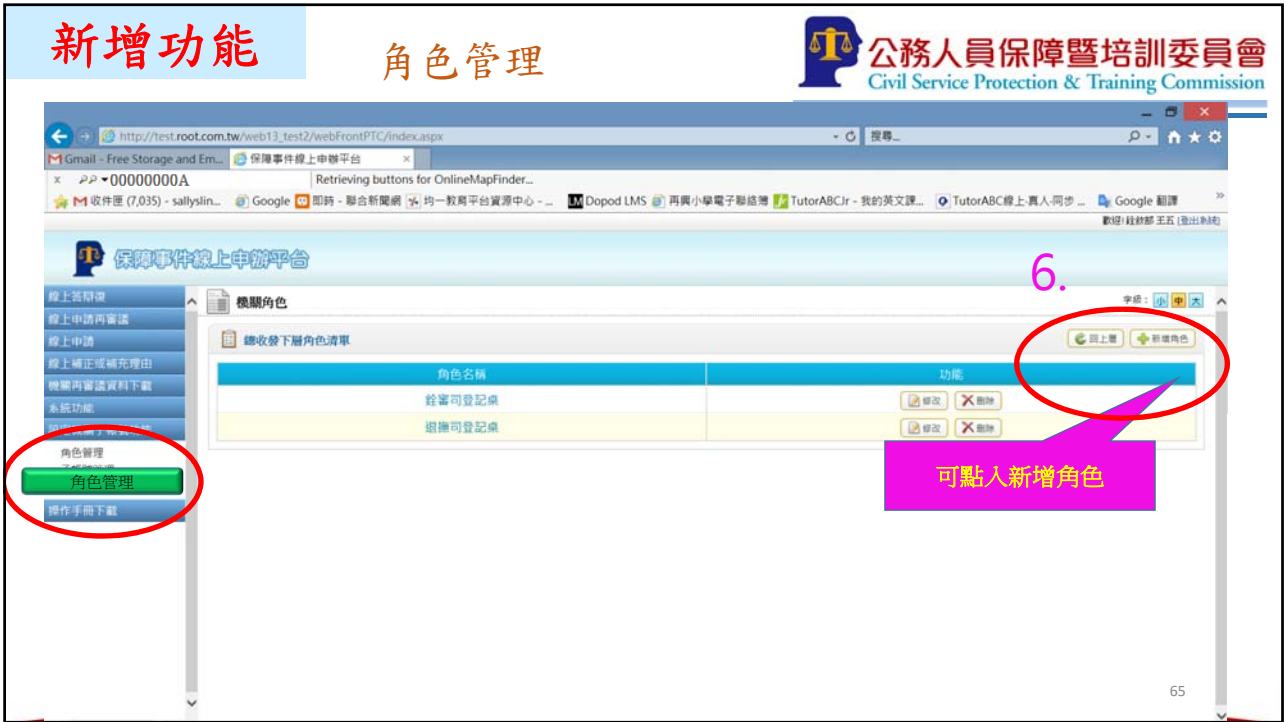 新增功能
角色管理
公務人員保障暨培訓委員會
Civil Service Protection & Training Commission
http://test.root.com.tw/web13_test2/webFrontPTC/index.aspx
搜尋...
Gmail - Free Storage and Em...
保障事件線上申辦平台
x
00000000A
Retrieving buttons for OnlineMapFinder...
收件匣 (7,035) - sallyslin...
Google
即時 - 聯合新聞網
均一教育平台資源中心 - ...
Dopod LMS
再興小學電子聯絡簿
TutorABCJr - 我的英文課...
TutorABC線上-真人-同步 ...
Google 翻譯
歡迎! 銓敘部 王五 [登出系統]
保障事件線上申辦平台
6.
線上答辯復
線上申請再審議
線上申請
線上補正或補充理由
機關再審議資料下載
系統功能
角色管理
角色管理
操作手冊下載
機關角色
字級：小 中 大
總收發下層角色清單
回上層
新增角色
角色名稱 功能
銓審司登記桌 修改 刪除
退撫司登記桌 修改 刪除
可點入新增角色
65